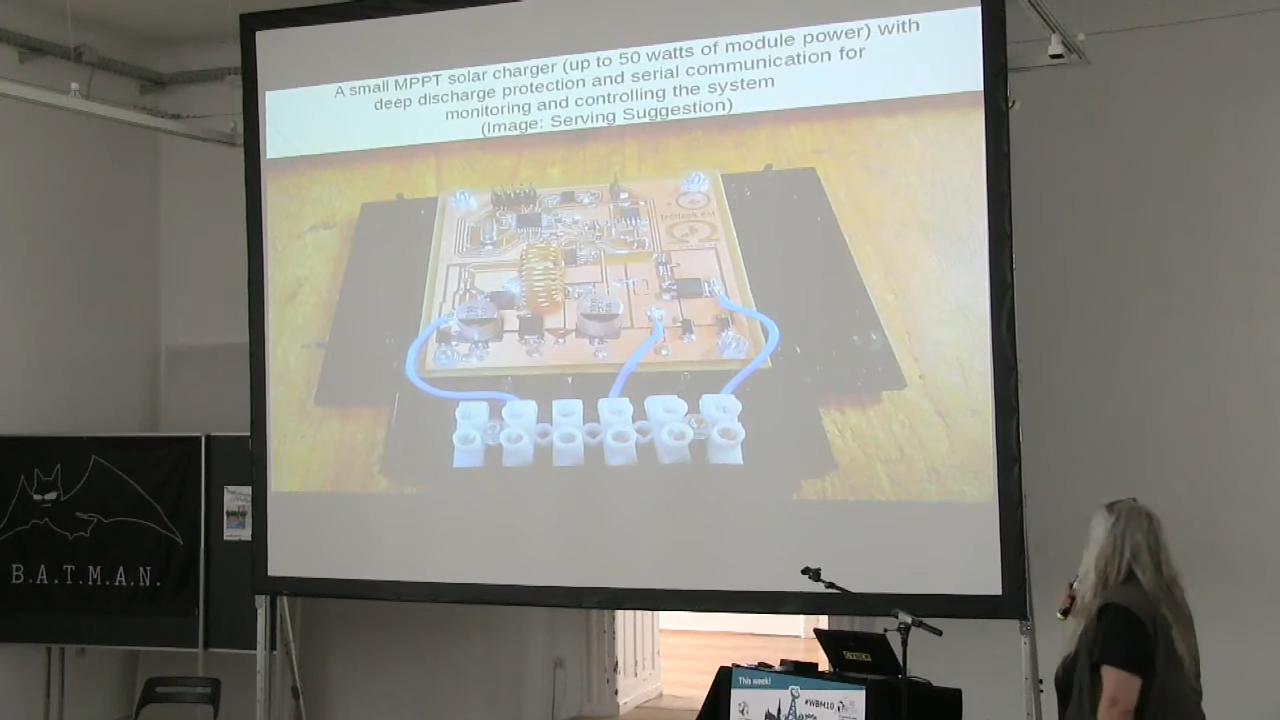 A small MPPT solar charger (up to 50 watts of module power) with
deep discharge protection and serial communication for
monitoring and controlling the system
(Image: Serving Suggestion)
B.A.T.M.A.N.
This week!
#WBM10